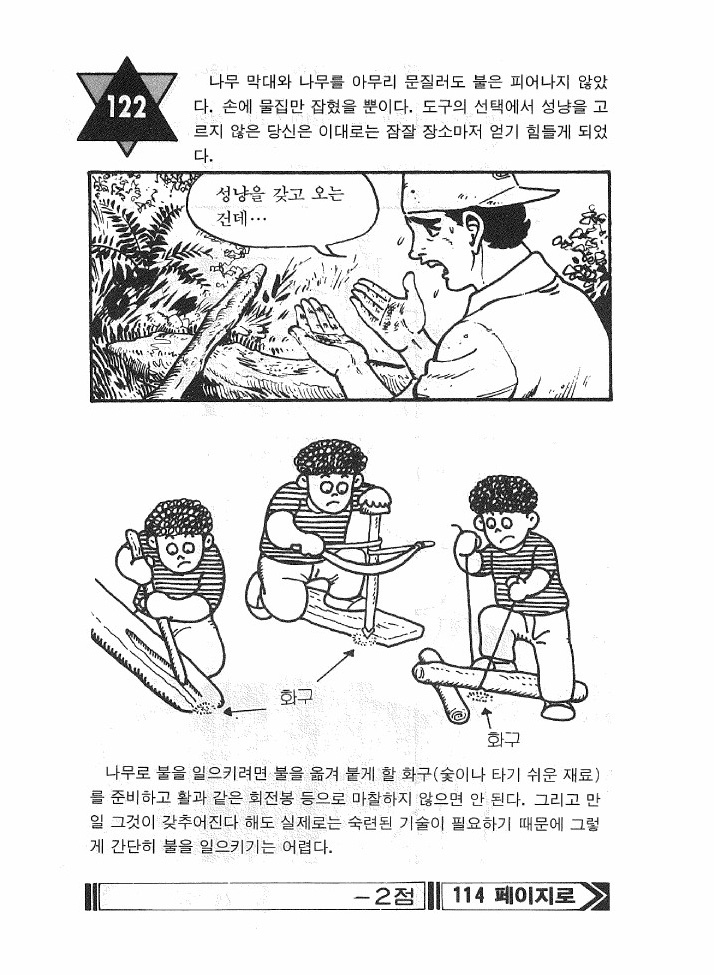 122
나무 막대와 나무를 아무리 문질러도 불은 피어나지 않았
다. 손에 물집만 잡혔을 뿐이다. 도구의 선택에서 성냥을 고
르지 않은 당신은 이대로는 잠잘 장소마저 얻기 힘들게 되었
다.
성냥을 갖고 오는
건데…
화구
화구
나무로 불을 일으키려면 불을 옮겨 붙게 할 화구(숯이나 타기 쉬운 재료)
를 준비하고 활과 같은 회전봉 등으로 마찰하지 않으면 안 된다. 그리고 만
일 그것이 갖추어진다 해도 실제로는 숙련된 기술이 필요하기 때문에 그렇
게 간단히 불을 일으키기는 어렵다.
－2점
114 페이지로